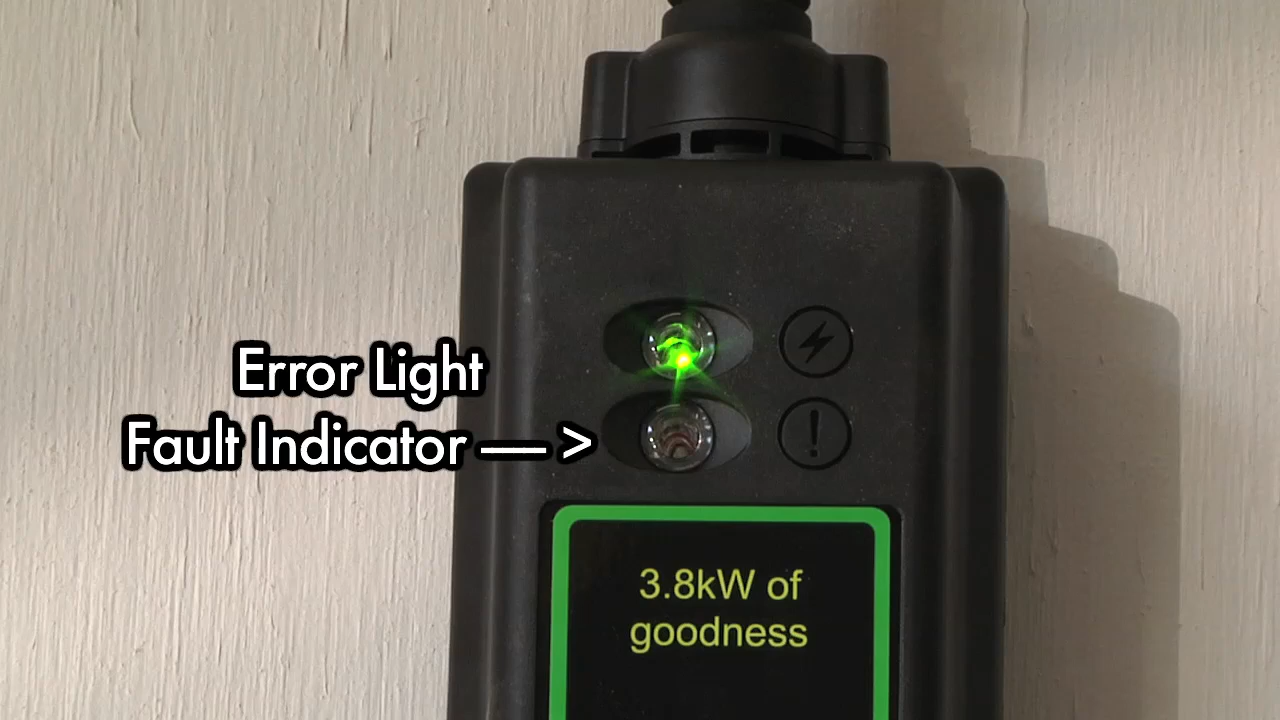 Error Light
Fault Indicator — >
3.8kW of
goodness